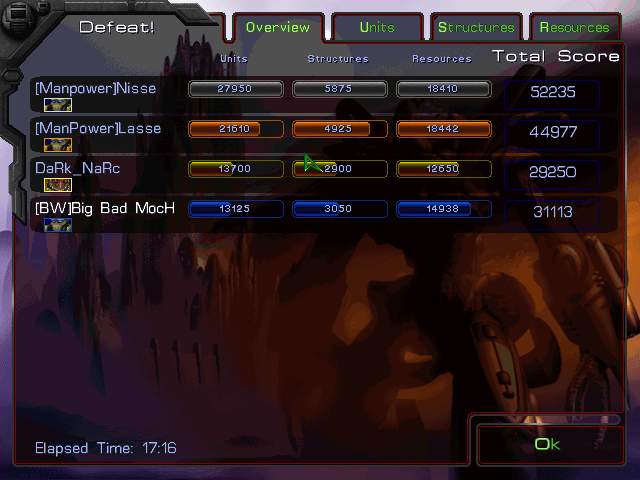 Defeat!
Overview
Units
Structures
Resources
Units
Structures
Resources
Total Score
[Manpower]Nisse
27950
5875
18410
52235
[ManPower]Lasse
21610
4925
18442
44977
DaRk_NaRc
13700
2900
12650
29250
[BW]Big Bad MocH
13125
3050
14938
31113
Elapsed Time: 17:16
Ok